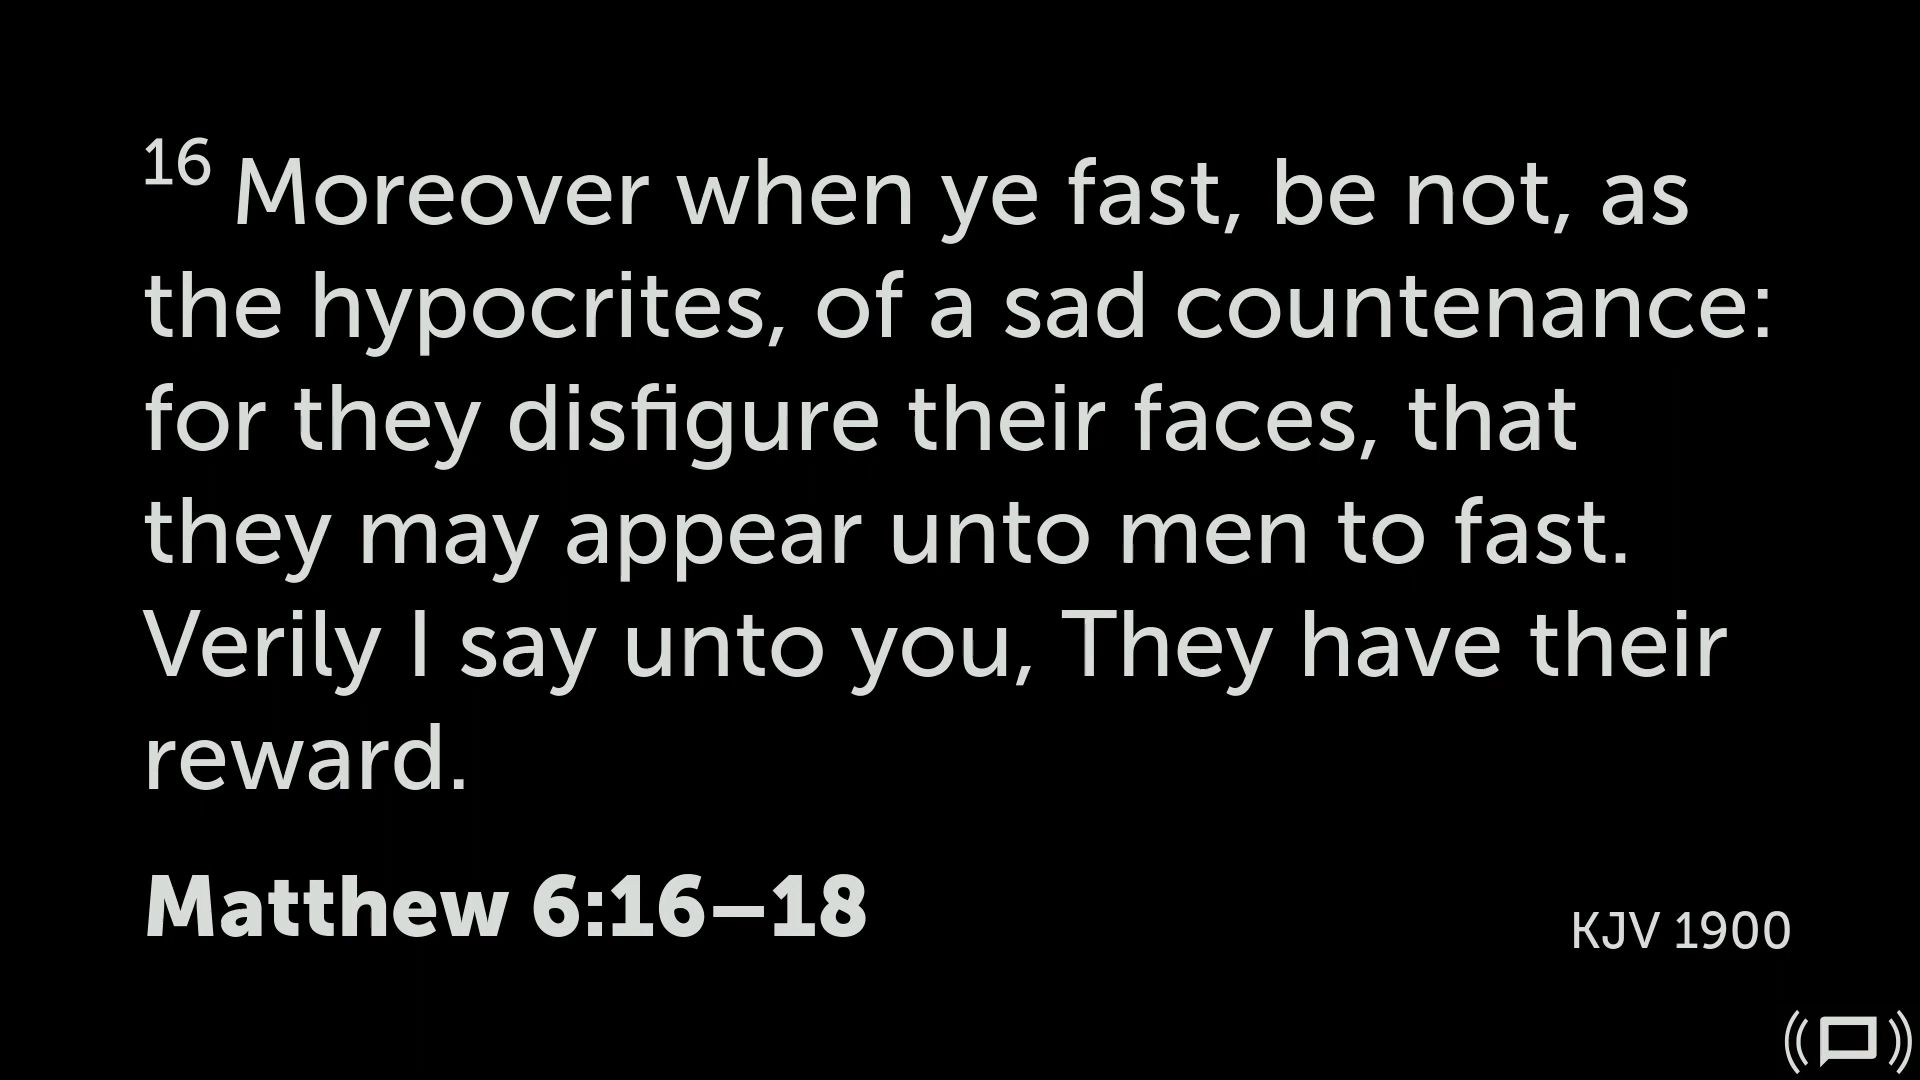 16 Moreover when ye fast, be not, as
the hypocrites, of a sad countenance:
for they disfigure their faces, that
they may appear unto men to fast.
Verily I say unto you, They have their
reward.
Matthew 6:16–18
KJV 1900